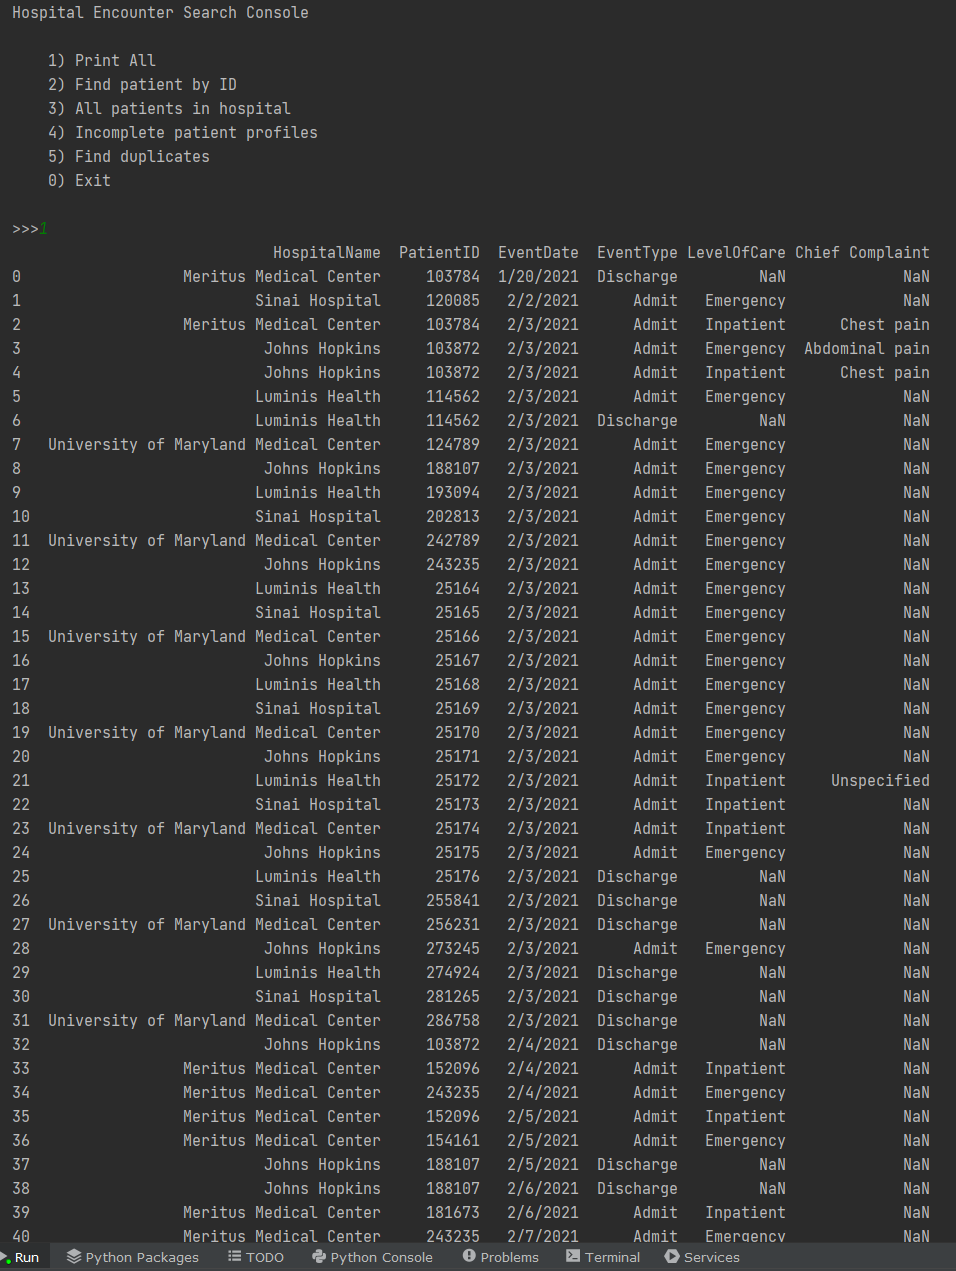 Hospital Encounter Search Console
1) Print All
2) Find patient by ID
3) All patients in hospital
4) Incomplete patient profiles
5) Find duplicates
0) Exit
>>>1
HospitalName PatientID EventDate EventType LevelOfCare Chief Complaint
0 Meritus Medical Center 103784 1/20/2021 Discharge NaN NaN
1 Sinai Hospital 120085 2/2/2021 Admit Emergency NaN
2 Meritus Medical Center 103784 2/3/2021 Admit Inpatient Chest pain
3 Johns Hopkins 103872 2/3/2021 Admit Emergency Abdominal pain
4 Johns Hopkins 103872 2/3/2021 Admit Inpatient Chest pain
5 Luminis Health 114562 2/3/2021 Admit Emergency NaN
6 Luminis Health 114562 2/3/2021 Discharge NaN NaN
7 University of Maryland Medical Center 124789 2/3/2021 Admit Emergency NaN
8 Johns Hopkins 188107 2/3/2021 Admit Emergency NaN
9 Luminis Health 193094 2/3/2021 Admit Emergency NaN
10 Sinai Hospital 202813 2/3/2021 Admit Emergency NaN
11 University of Maryland Medical Center 242789 2/3/2021 Admit Emergency NaN
12 Johns Hopkins 243235 2/3/2021 Admit Emergency NaN
13 Luminis Health 25164 2/3/2021 Admit Emergency NaN
14 Sinai Hospital 25165 2/3/2021 Admit Emergency NaN
15 University of Maryland Medical Center 25166 2/3/2021 Admit Emergency NaN
16 Johns Hopkins 25167 2/3/2021 Admit Emergency NaN
17 Luminis Health 25168 2/3/2021 Admit Emergency NaN
18 Sinai Hospital 25169 2/3/2021 Admit Emergency NaN
19 University of Maryland Medical Center 25170 2/3/2021 Admit Emergency NaN
20 Johns Hopkins 25171 2/3/2021 Admit Emergency NaN
21 Luminis Health 25172 2/3/2021 Admit Inpatient Unspecified
22 Sinai Hospital 25173 2/3/2021 Admit Inpatient NaN
23 University of Maryland Medical Center 25174 2/3/2021 Admit Inpatient NaN
24 Johns Hopkins 25175 2/3/2021 Admit Emergency NaN
25 Luminis Health 25176 2/3/2021 Discharge NaN NaN
26 Sinai Hospital 255841 2/3/2021 Discharge NaN NaN
27 University of Maryland Medical Center 256231 2/3/2021 Discharge NaN NaN
28 Johns Hopkins 273245 2/3/2021 Admit Emergency NaN
29 Luminis Health 274924 2/3/2021 Discharge NaN NaN
30 Sinai Hospital 281265 2/3/2021 Discharge NaN NaN
31 University of Maryland Medical Center 286758 2/3/2021 Discharge NaN NaN
32 Johns Hopkins 103872 2/4/2021 Discharge NaN NaN
33 Meritus Medical Center 152096 2/4/2021 Admit Inpatient NaN
34 Meritus Medical Center 243235 2/4/2021 Admit Emergency NaN
35 Meritus Medical Center 152096 2/5/2021 Admit Inpatient NaN
36 Meritus Medical Center 154161 2/5/2021 Admit Emergency NaN
37 Johns Hopkins 188107 2/5/2021 Discharge NaN NaN
38 Johns Hopkins 188107 2/6/2021 Discharge NaN NaN
39 Meritus Medical Center 181673 2/6/2021 Admit Inpatient NaN
40 Meritus Medical Center 243235 2/7/2021 Admit Emergency NaN
Run Python Packages TODO Python Console Problems Terminal Services